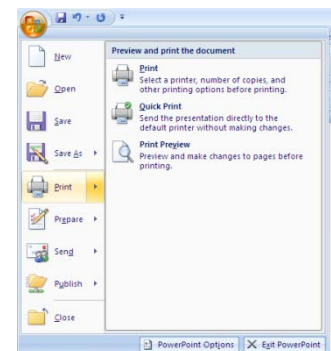 New
Open
Save
Save As
Print
Prepare
Send
Publish
Close
Preview and print the document
Print
Select a printer, number of copies, and
other printing options before printing.
Quick Print
Send the presentation directly to the
default printer without making changes.
Print Preview
Preview and make changes to pages before
printing.
PowerPoint Options
Exit PowerPoint